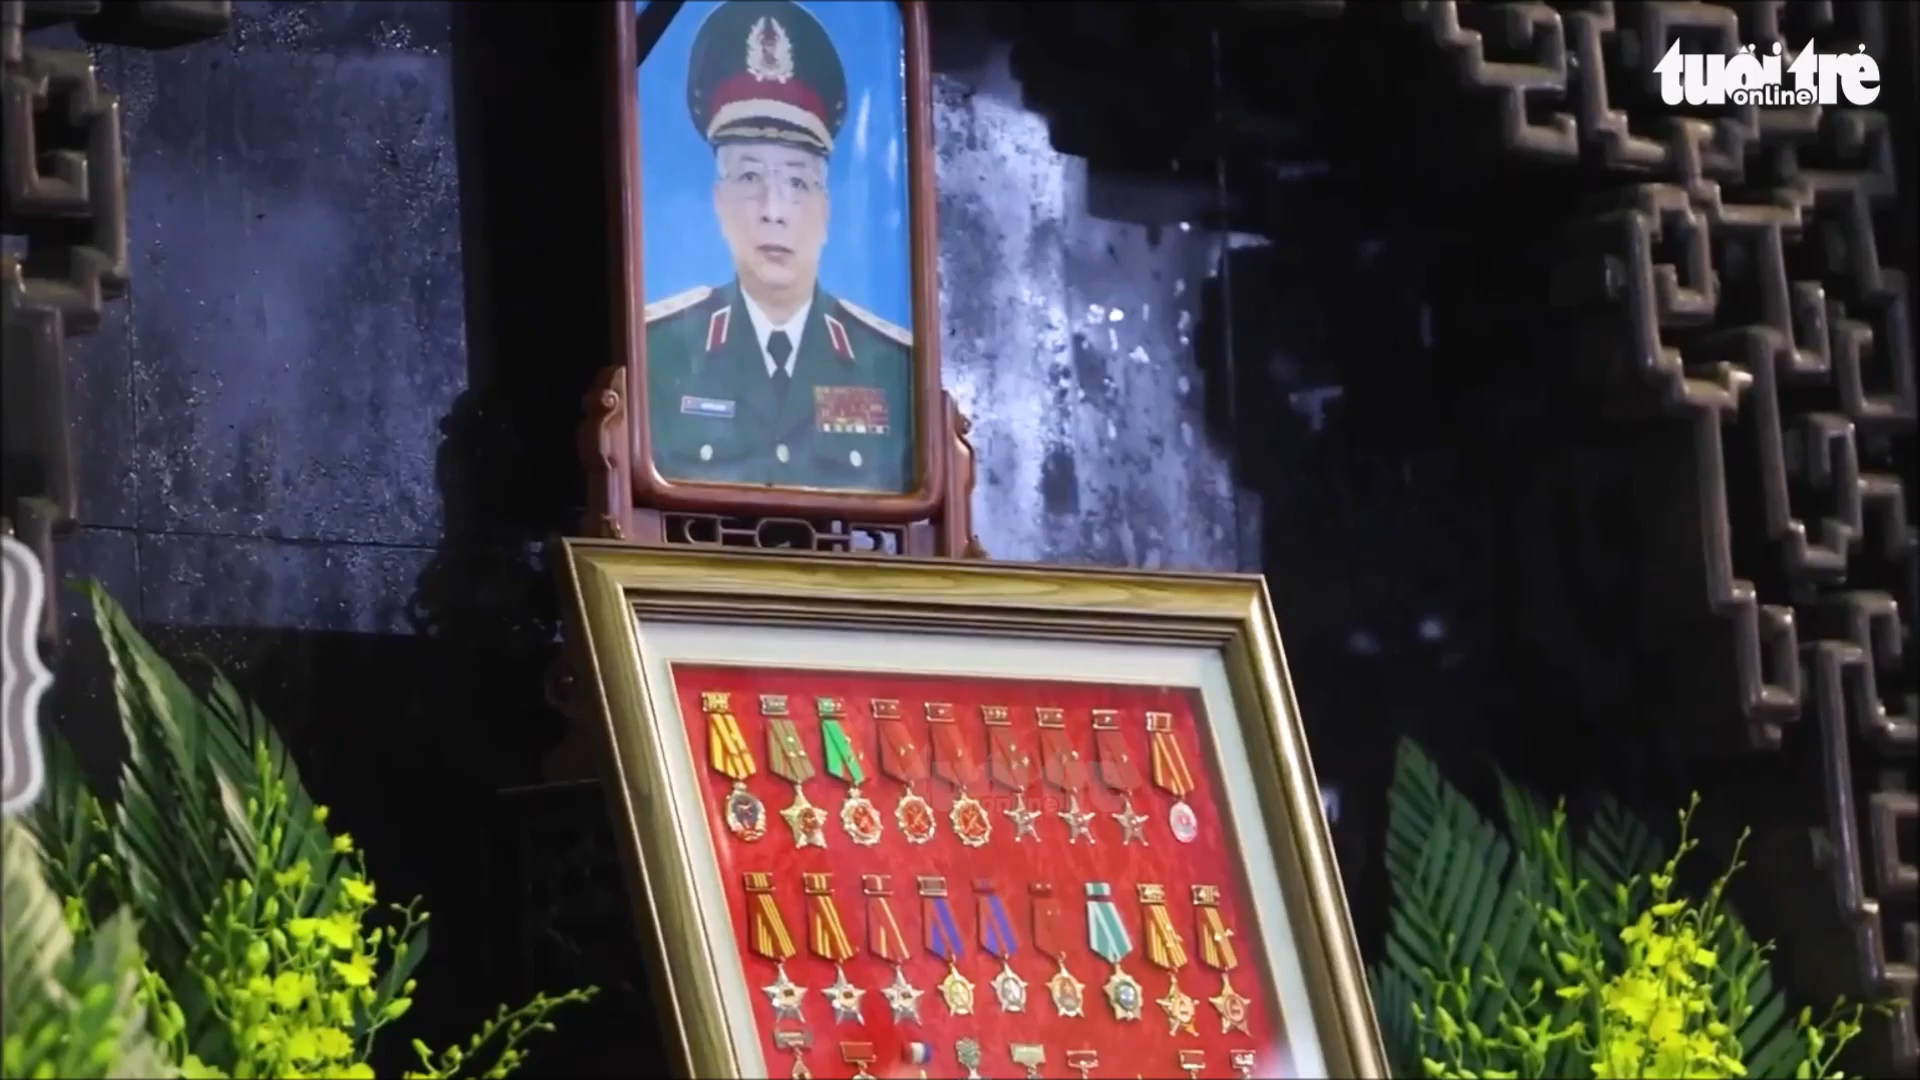 tuổi trẻ
online